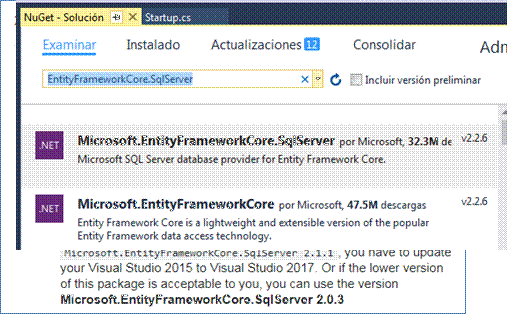 NuGet - Solución
Startup.cs
Examinar Instalado Actualizaciones 12 Consolidar Adm
EntityFrameworkCore.SqlServer
Incluir versión preliminar
.NET
Microsoft.EntityFrameworkCore.SqlServer por Microsoft, 32.3M de
v2.2.6
Microsoft SQL Server database provider for Entity Framework Core.
.NET
Microsoft.EntityFrameworkCore por Microsoft, 47.5M descargas
v2.2.6
Entity Framework Core is a lightweight and extensible version of the popular
Entity Framework data access technology.
Microsoft.EntityFrameworkCore.SqlServer 2.1.1 , you have to update
your Visual Studio 2015 to Visual Studio 2017. Or if the lower version
of this package is acceptable to you, you can use the version
Microsoft.EntityFrameworkCore.SqlServer 2.0.3